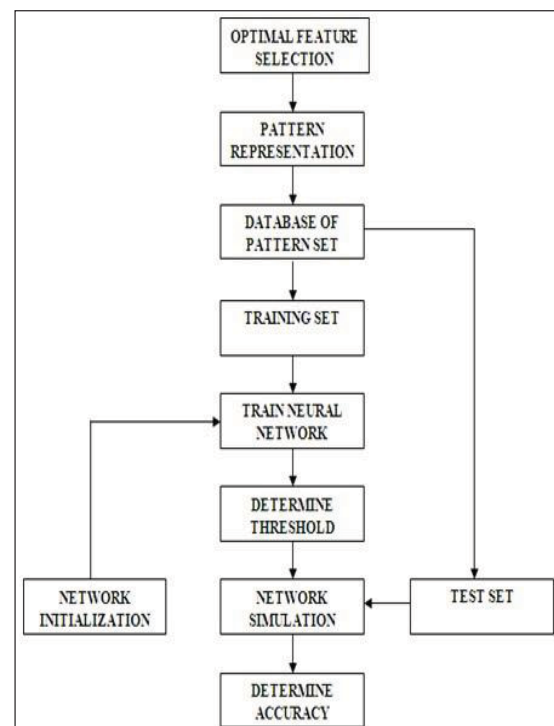 OPTIMAL FEATURE
SELECTION
PATTERN
REPRESENTATION
DATABASE OF
PATTERN SET
TRAINING SET
TRAIN NEURAL
NETWORK
DETERMINE
THRESHOLD
NETWORK
INITIALIZATION
NETWORK
SIMULATION
TEST SET
DETERMINE
ACCURACY